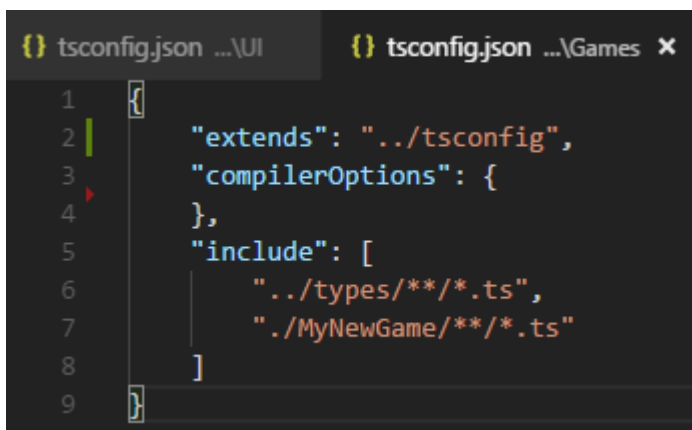 {} tsconfig.json ...\UI {} tsconfig.json ...\Games ×
1 {
2 "extends": "../tsconfig",
3 "compilerOptions": {
4 },
5 "include": [
6 "../types/**/*.ts",
7 "./MyNewGame/**/*.ts"
8 ]
9 }